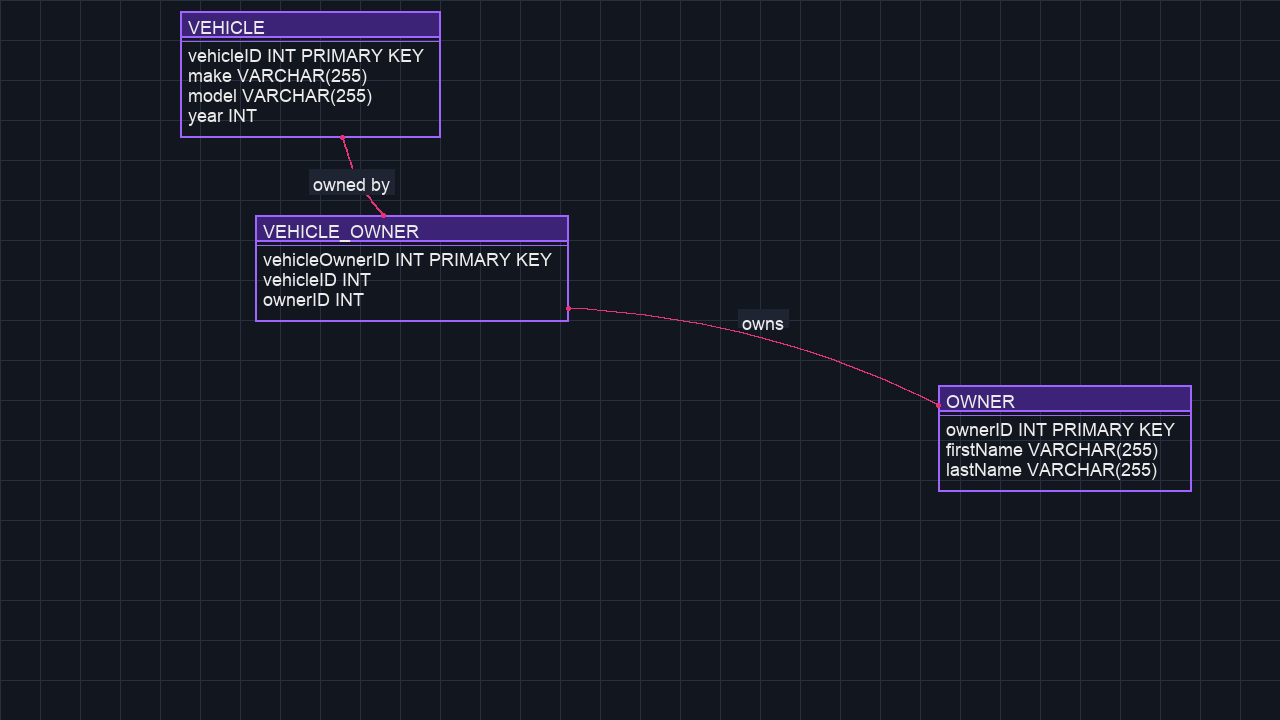 VEHICLE
vehicleID INT PRIMARY KEY
make VARCHAR(255)
model VARCHAR(255)
year INT
owned by
VEHICLE_OWNER
vehicleOwnerID INT PRIMARY KEY
vehicleID INT
ownerID INT
owns
OWNER
ownerID INT PRIMARY KEY
firstName VARCHAR(255)
lastName VARCHAR(255)